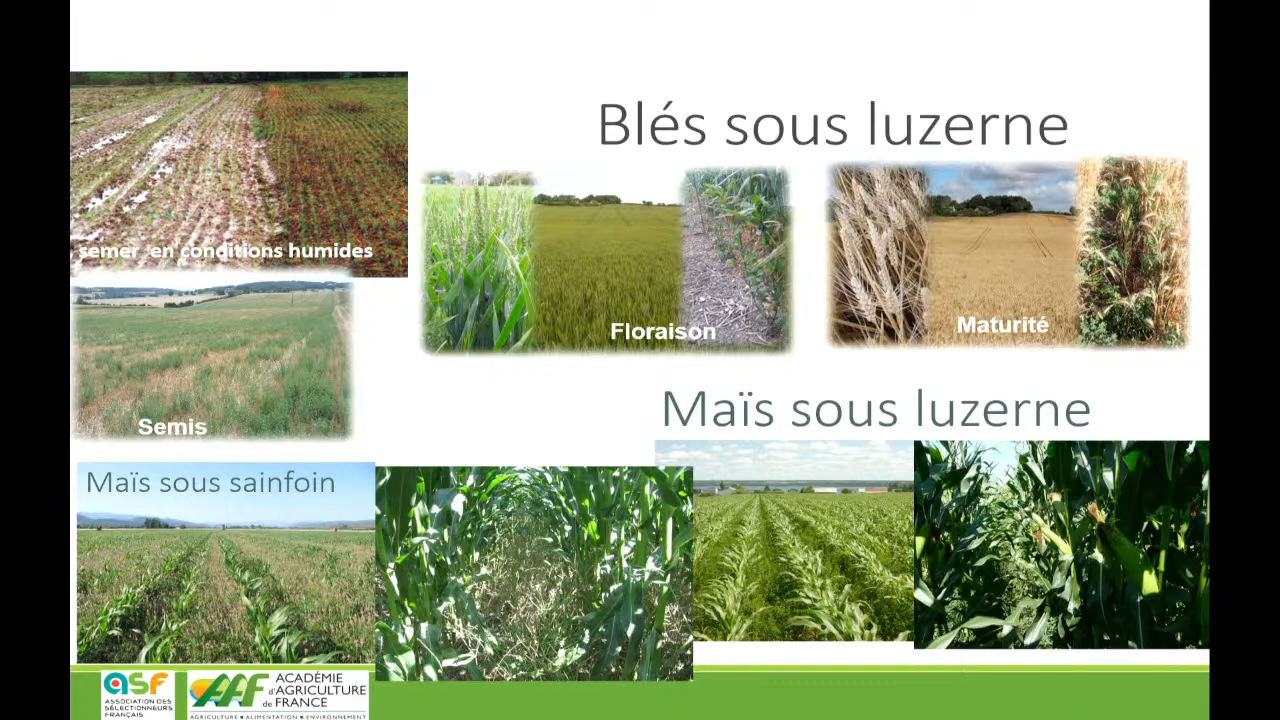 Blés sous luzerne
semer en conditions humides
Floraison
Maturité
Semis
Maïs sous luzerne
Maïs sous sainfoin
asf
ASSOCIATION DES
SÉLECTIONNEURS
FRANÇAIS
AAF
ACADÉMIE
d'AGRICULTURE
de FRANCE
AGRICULTURE ■ ALIMENTATION ■ ENVIRONNEMENT